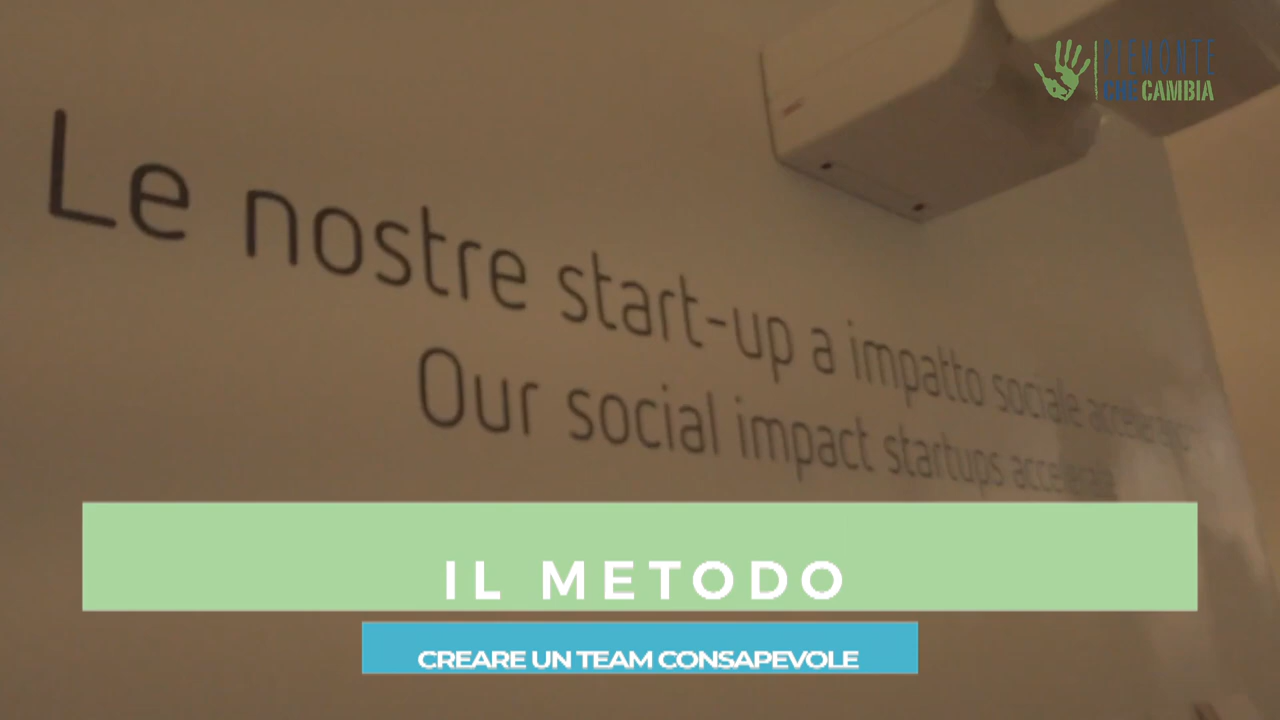 PIEMONTE
CHE CAMBIA
Le nostre start-up a impatto sociale
Our social impact startups
IL METODO
CREARE UN TEAM CONSAPEVOLE